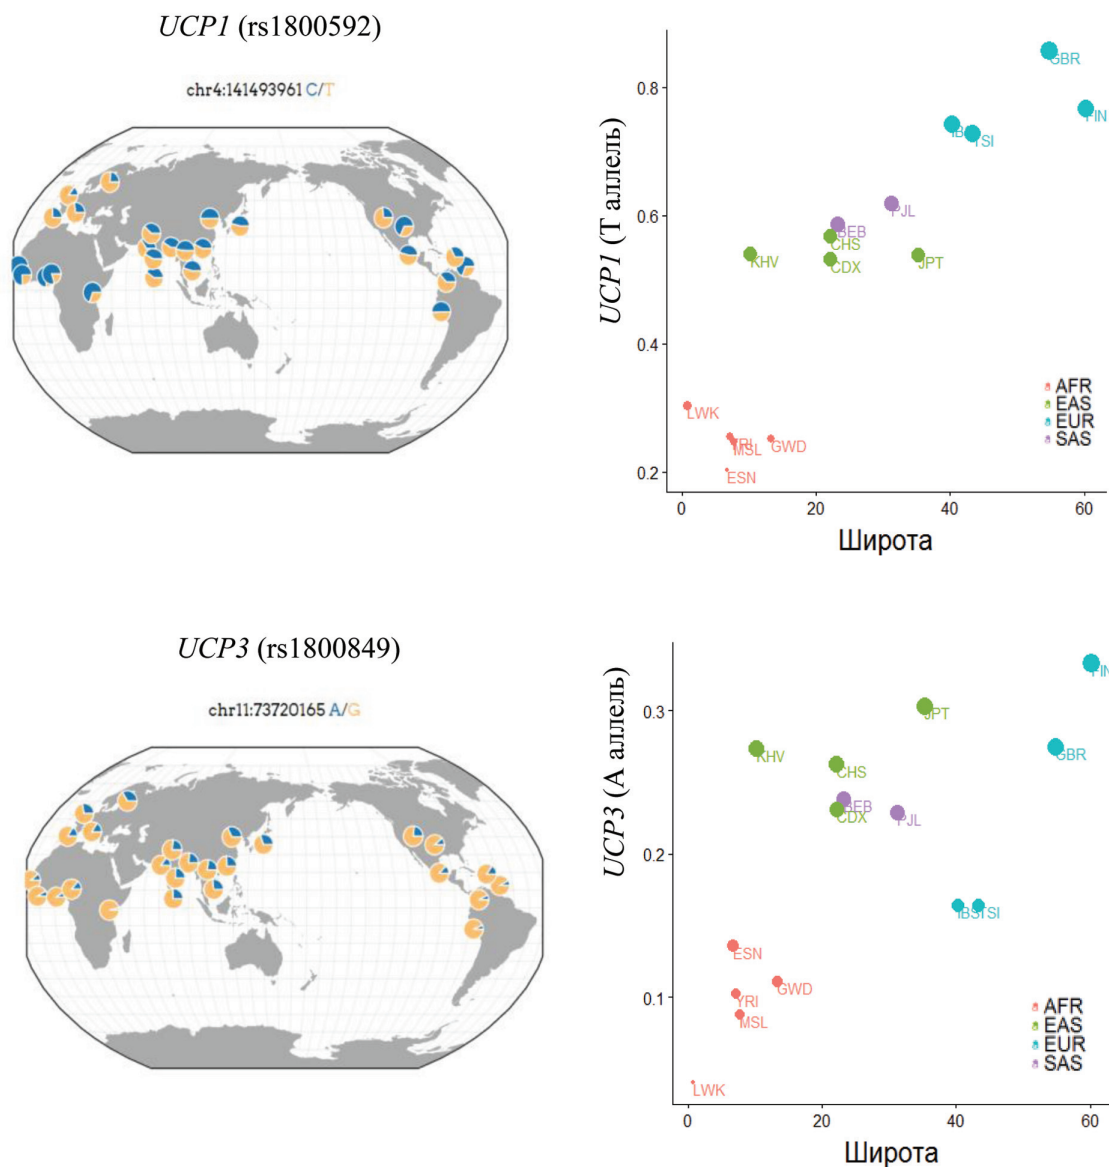 UCP1 (rs1800592)
chr4:141493961 C/T
UCP1 (Т аллель)
0.8
0.6
0.4
0.2
GBR
FIN
IBS
TSI
PJL
BEB
CHS
KHV
CDX
JPT
LWK
YRI
MSL
GWD
ESN
AFR
EAS
EUR
SAS
0
20
40
60
Широта
UCP3 (rs1800849)
chr11:73720165 A/G
UCP3 (А аллель)
0.3
0.2
0.1
FIN
JPT
GBR
KHV
CHS
BEB
CDX
PJL
IBS
TSI
ESN
GWD
YRI
MSL
LWK
AFR
EAS
EUR
SAS
0
20
40
60
Широта